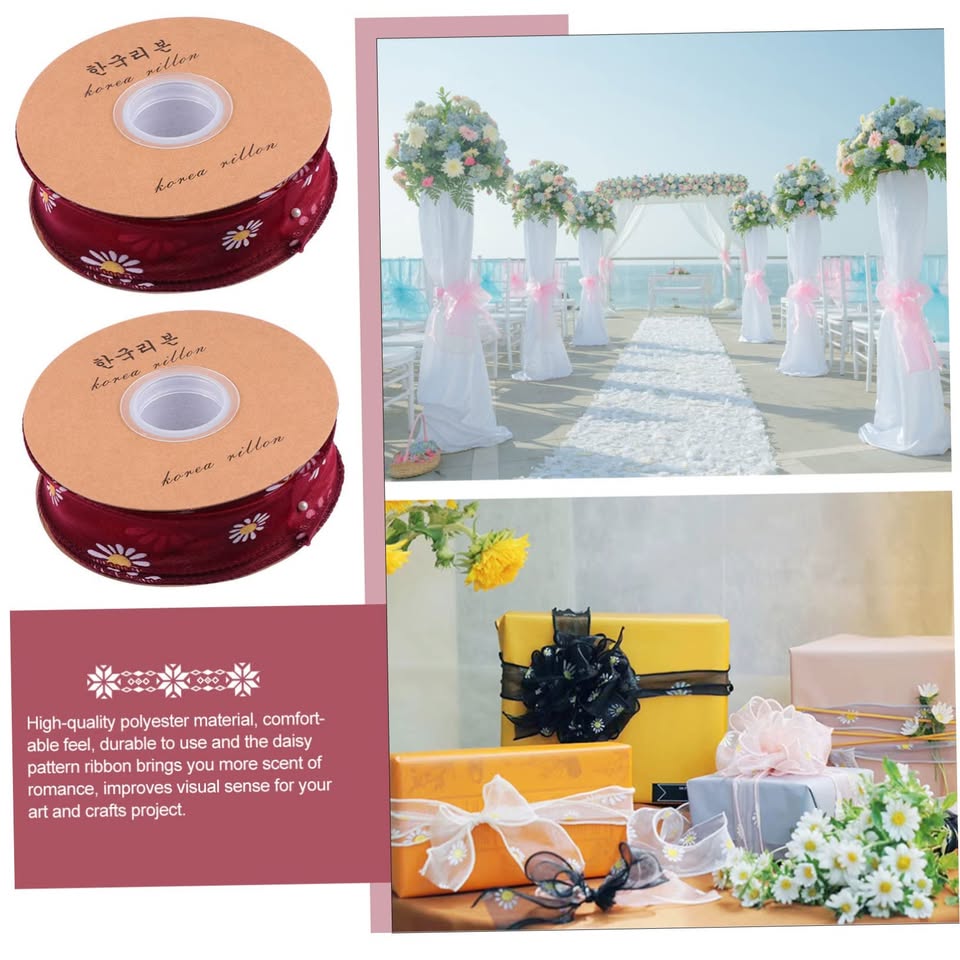 한국리본
korea rillon
korea rillon
한국리본
korea rillon
korea rillon
High-quality polyester material, comfort-
able feel, durable to use and the daisy
pattern ribbon brings you more scent of
romance, improves visual sense for your
art and crafts project.